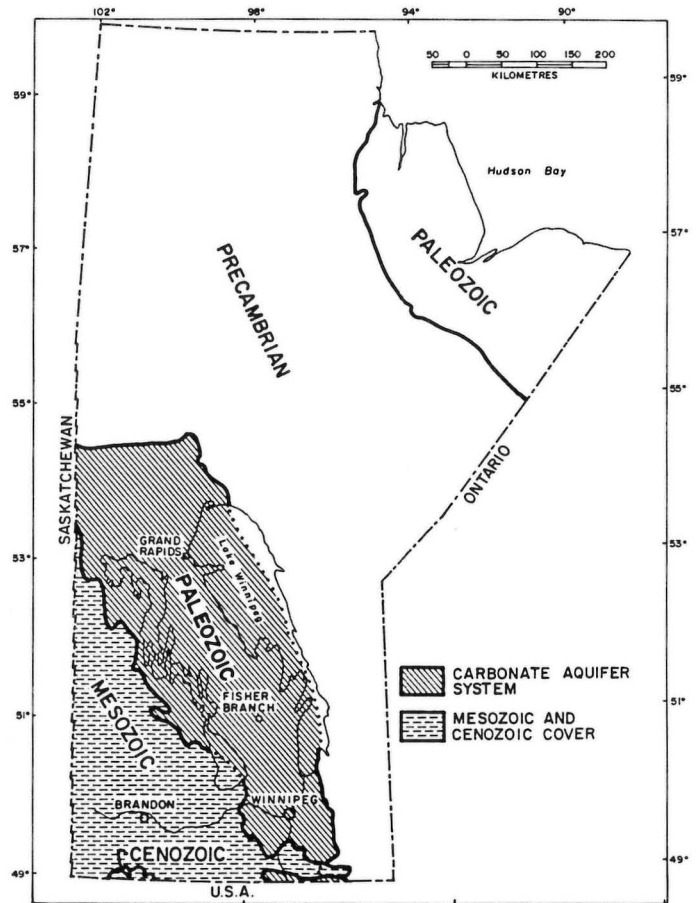 102°
98°
94°
90°
50 0 50 100 150 200
KILOMETRES
59°
59°
Hudson Bay
57°
57°
PALEOZOIC
PRECAMBRIAN
55°
55°
SASKATCHEWAN
ONTARIO
GRAND
RAPIDS
Lake Winnipeg
53°
53°
PALEOZOIC
CARBONATE AQUIFER
SYSTEM
MESOZOIC AND
CENOZOIC COVER
MESOZOIC
FISHER
BRANCH
51°
51°
BRANDON
WINNIPEG
CENOZOIC
49°
49°
U.S.A.